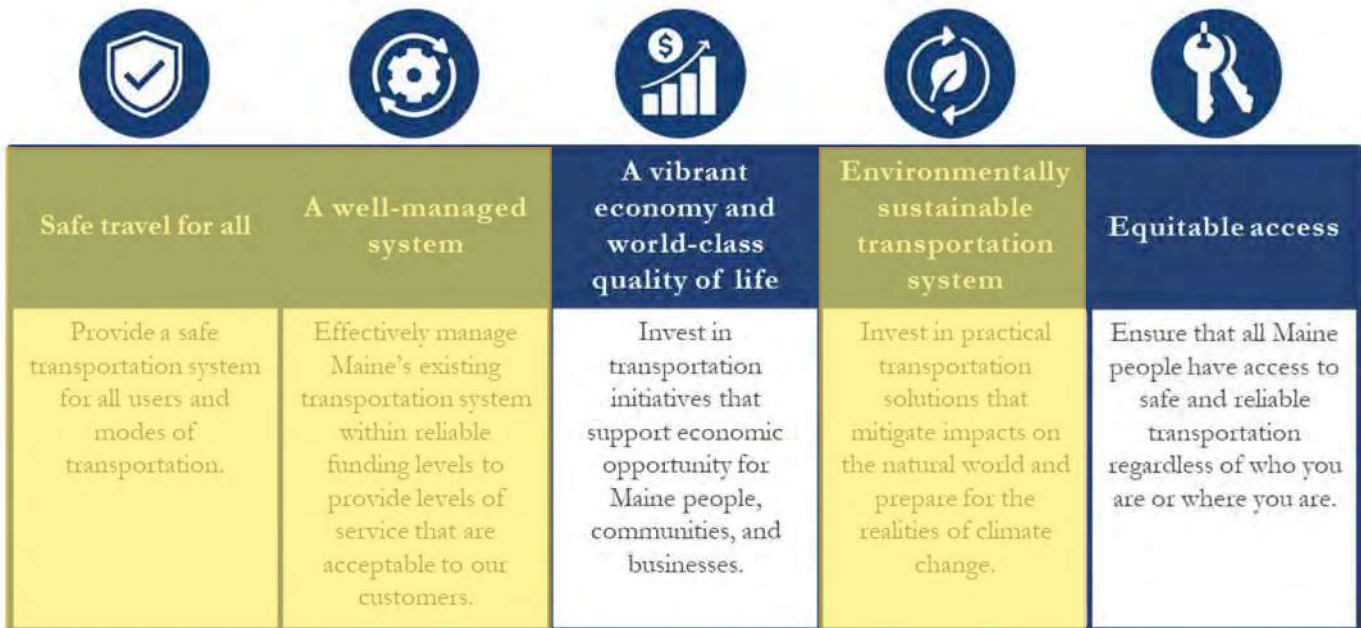 $
Safe travel for all
A well-managed
system
A vibrant
economy and
world-class
quality of life
Environmentally
sustainable
transportation
system
Equitable access
Provide a safe
transportation system
for all users and
modes of
transportation.
Effectively manage
Maine’s existing
transportation system
within reliable
funding levels to
provide levels of
service that are
acceptable to our
customers.
Invest in
transportation
initiatives that
support economic
opportunity for
Maine people,
communities, and
businesses.
Invest in practical
transportation
solutions that
mitigate impacts on
the natural world and
prepare for the
realities of climate
change.
Ensure that all Maine
people have access to
safe and reliable
transportation
regardless of who you
are or where you are.